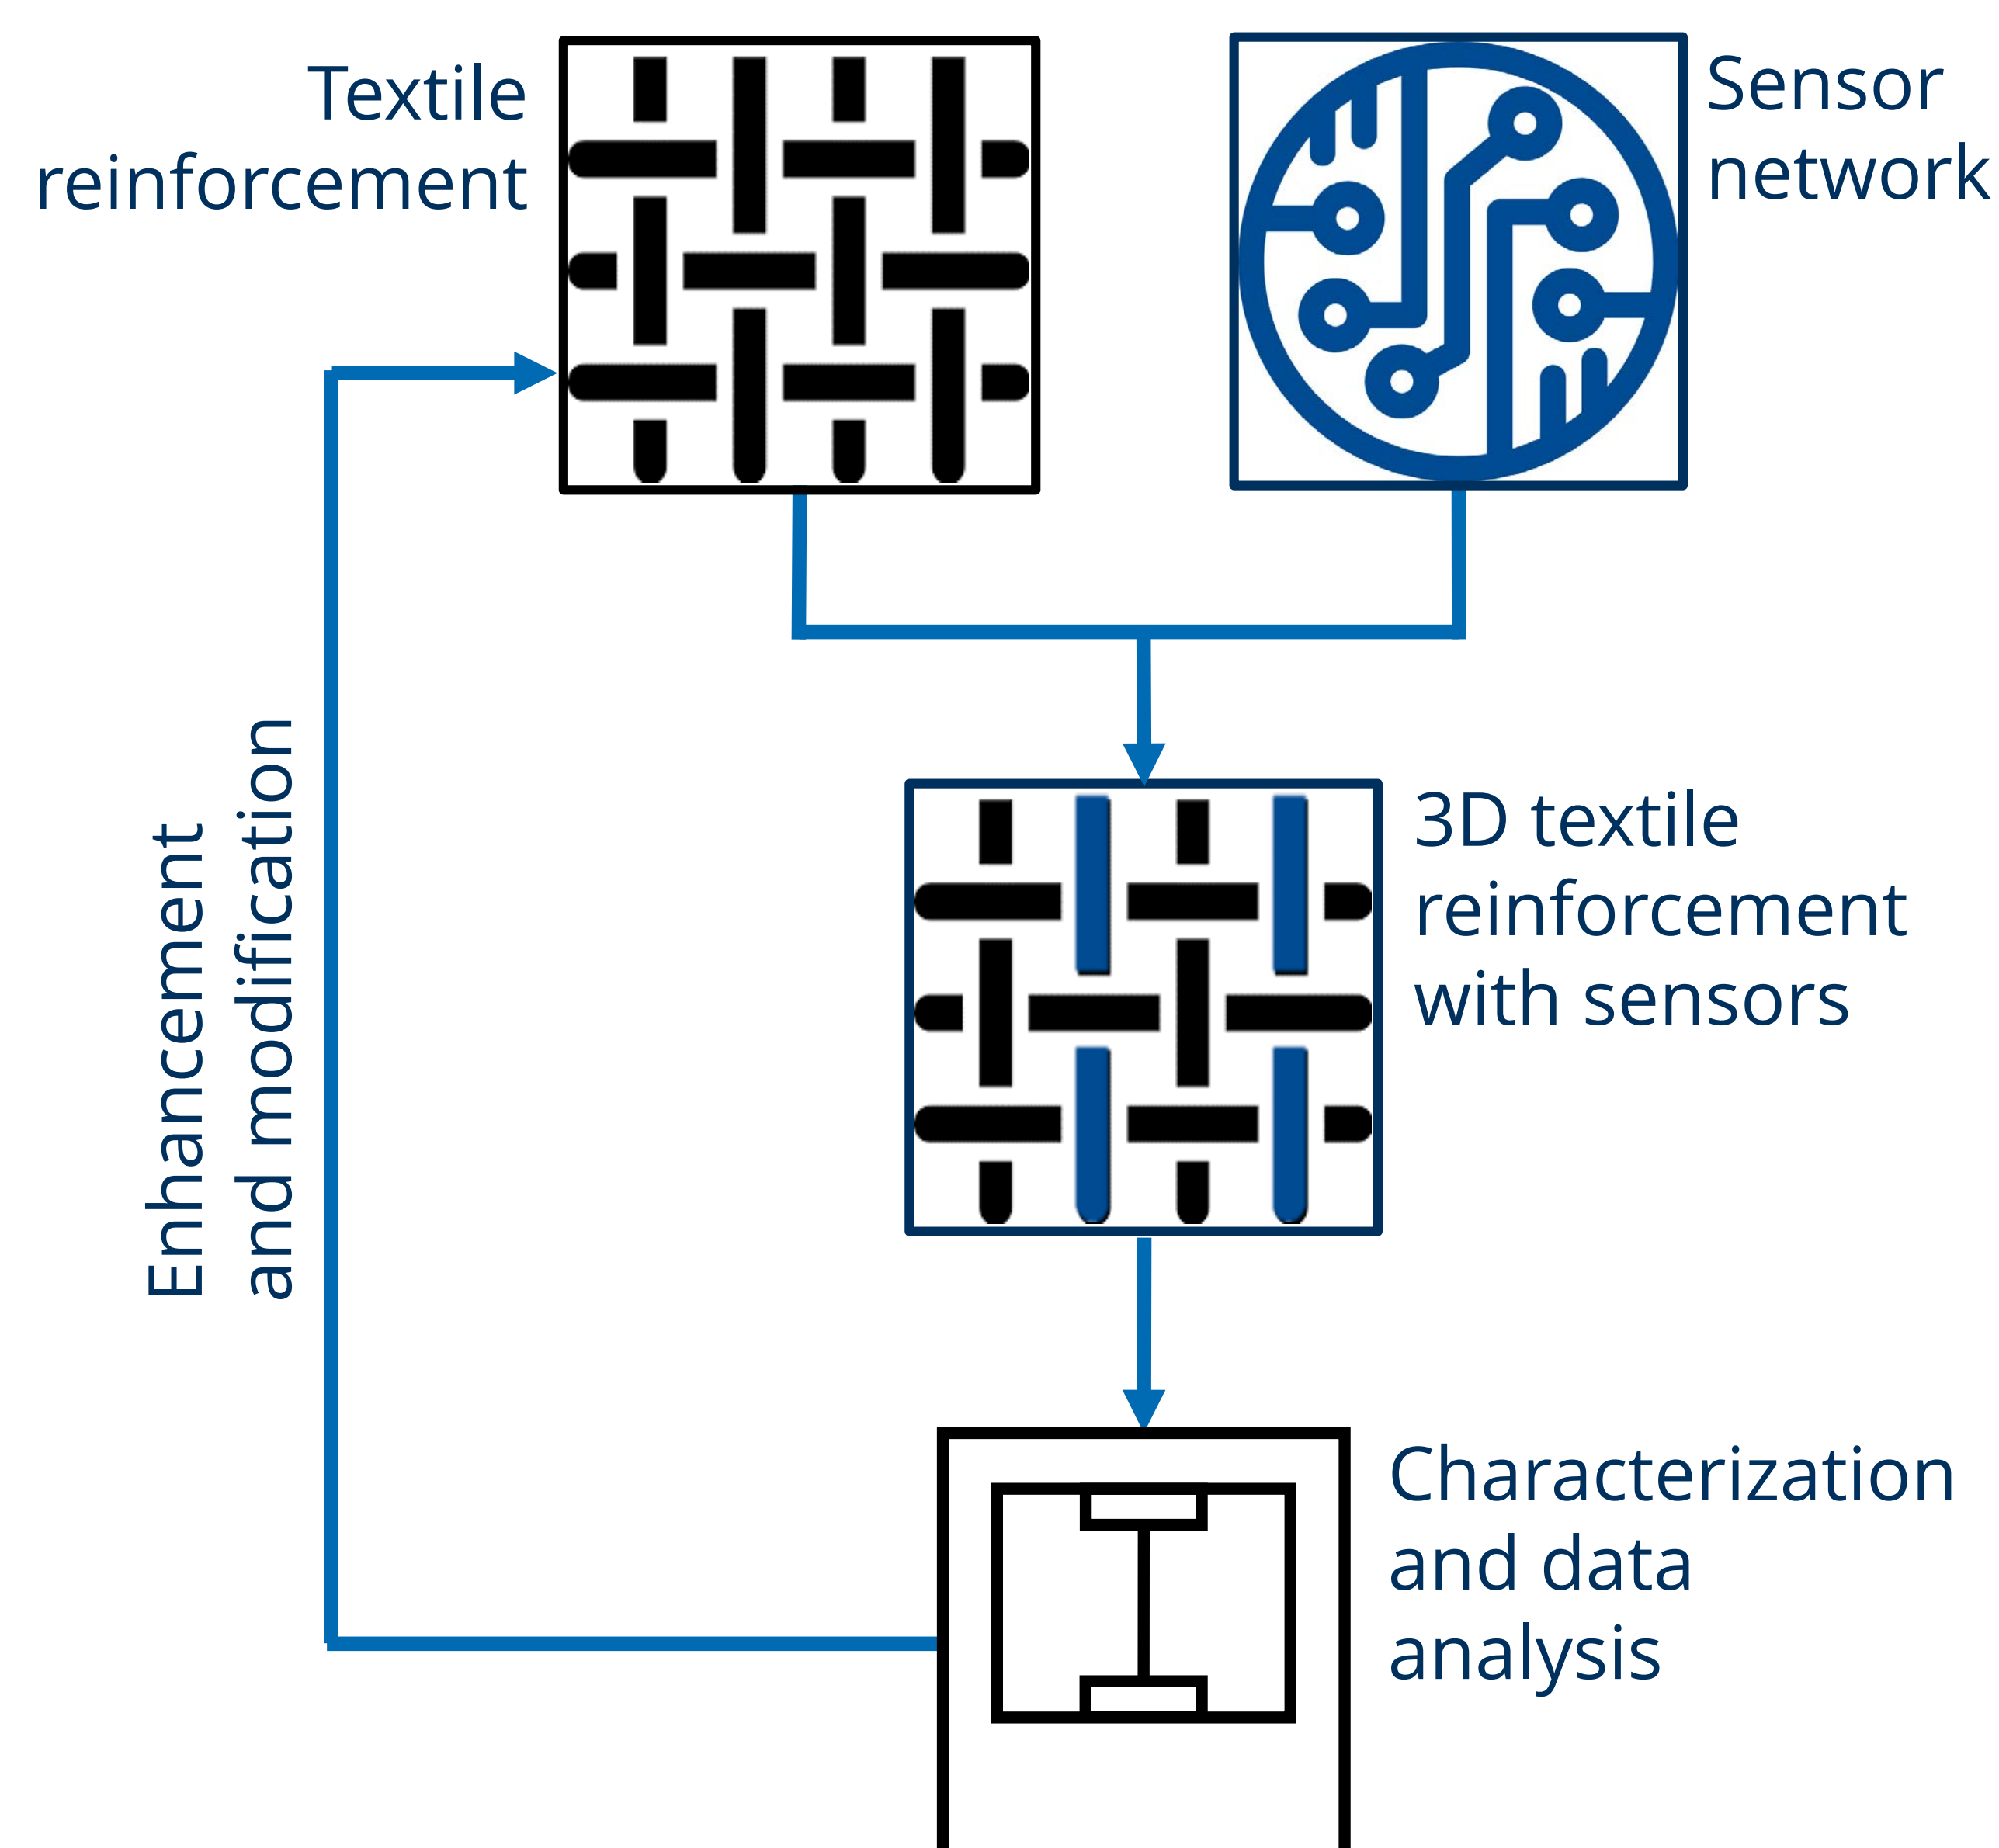 Textile
reinforcement
Sensor
network
3D textile
reinforcement
with sensors
Enhancement
and modification
Characterization
and data
analysis